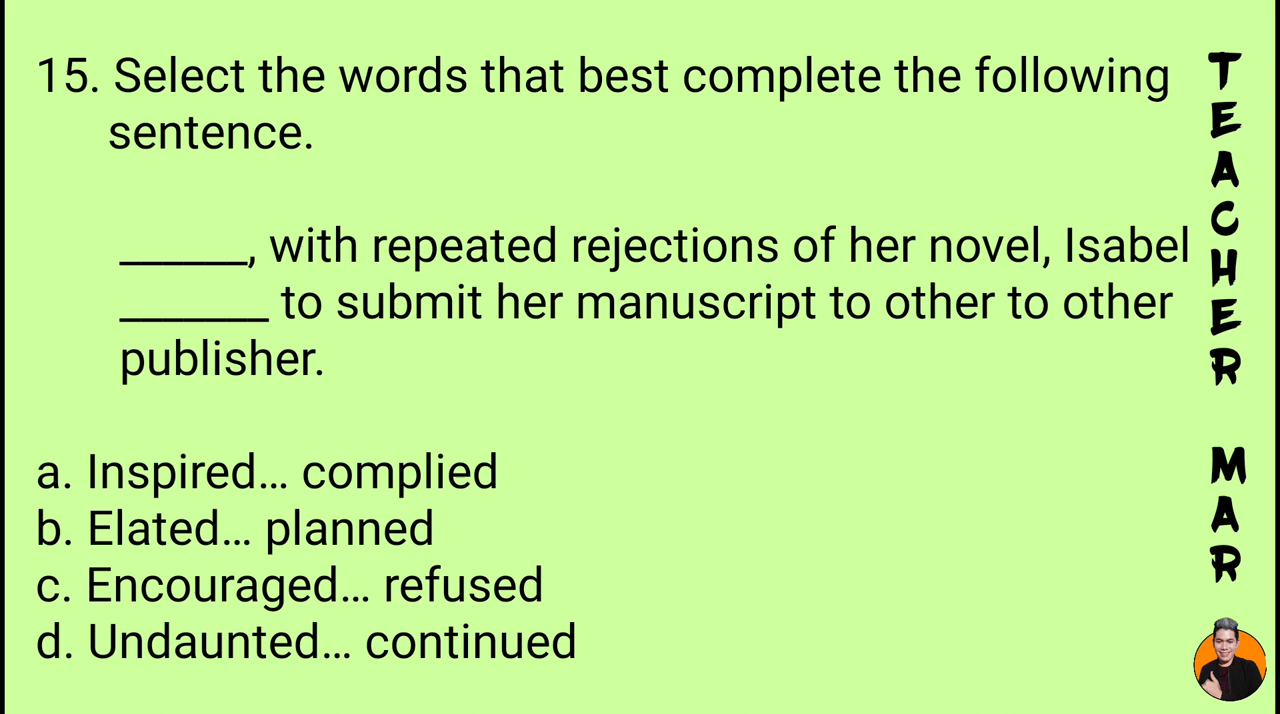 15. Select the words that best complete the following
sentence.
______, with repeated rejections of her novel, Isabel
_______ to submit her manuscript to other to other
publisher.
a. Inspired... complied
b. Elated... planned
c. Encouraged... refused
d. Undaunted... continued
TEACHER MAR